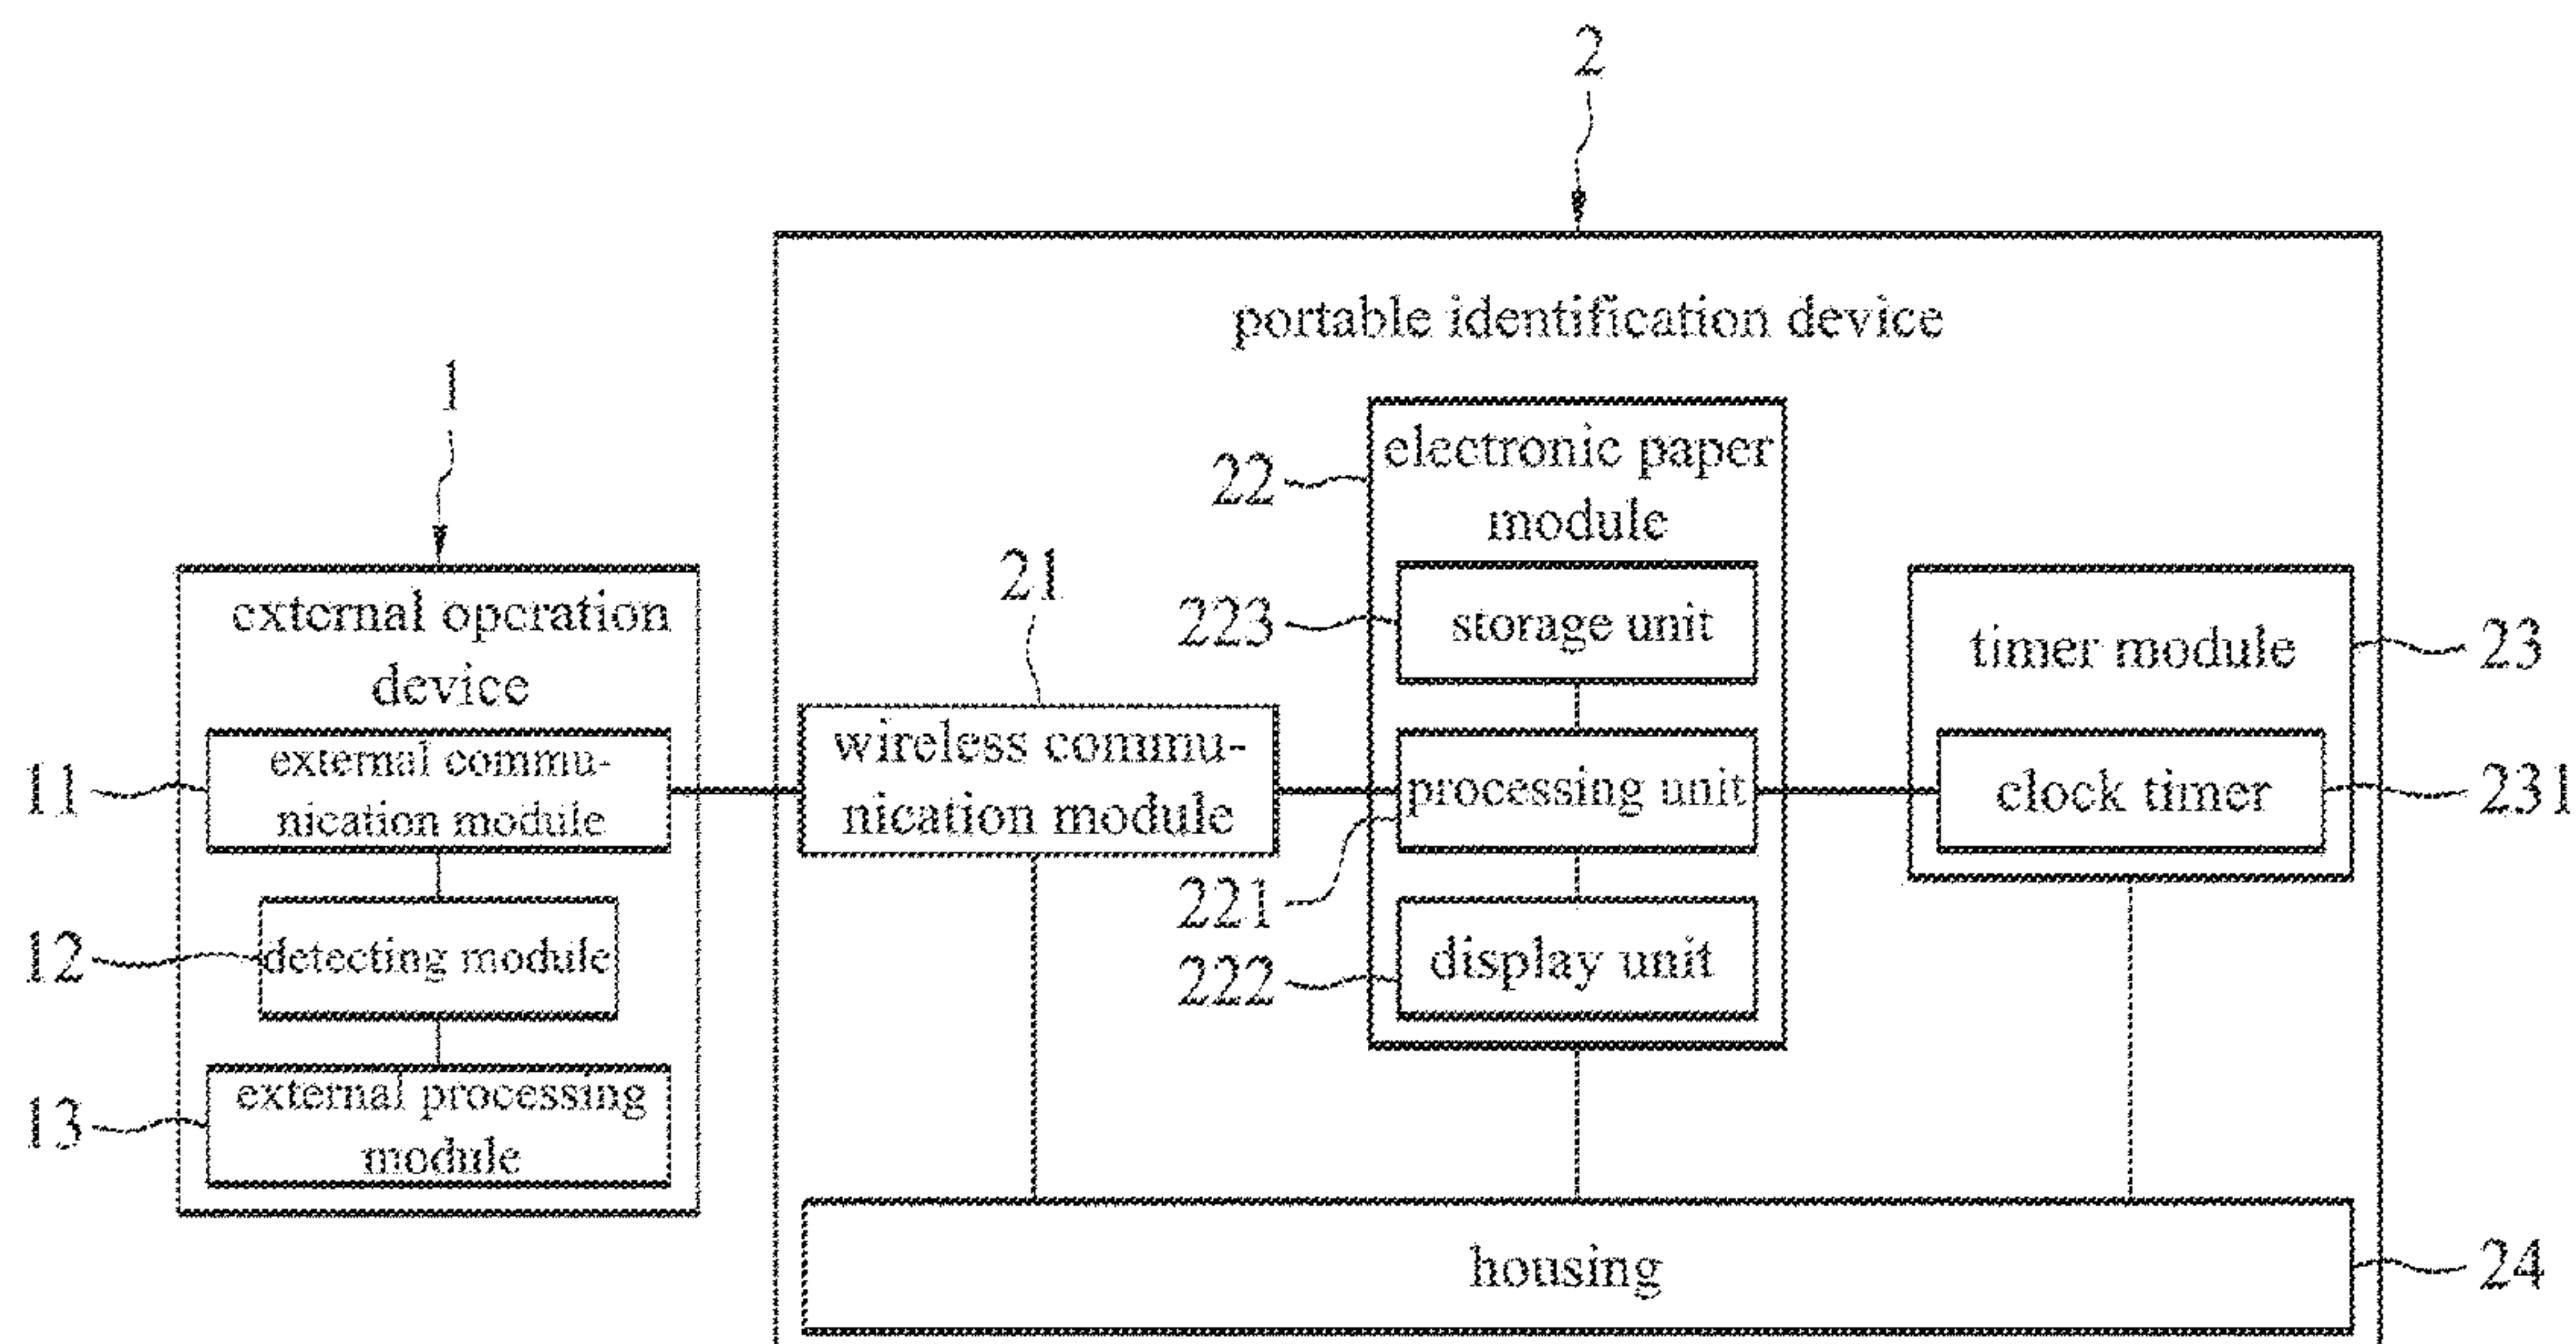 2
portable identification device
1
22
electronic paper
module
21
external operation
device
223
storage unit
timer module
23
11
external commu-
nication module
wireless commu-
nication module
processing unit
clock timer
231
221
12
detecting module
222
display unit
13
external processing
module
housing
24